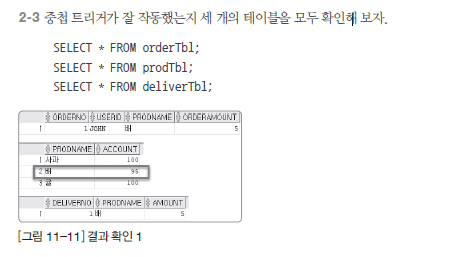 2-3 중첩 트리거가 잘 작동했는지 세 개의 테이블을 모두 확인해 보자.
SELECT * FROM orderTbl;
SELECT * FROM prodTbl;
SELECT * FROM deliverTbl;
ORDERNO USERID PRODNAME ORDERAMOUNT
1 1 JOHN 배 5
PRODNAME ACCOUNT
1 사과 100
2 배 95
3 귤 100
DELIVERNO PRODNAME AMOUNT
1 1 배 5
[그림 11-11] 결과 확인 1